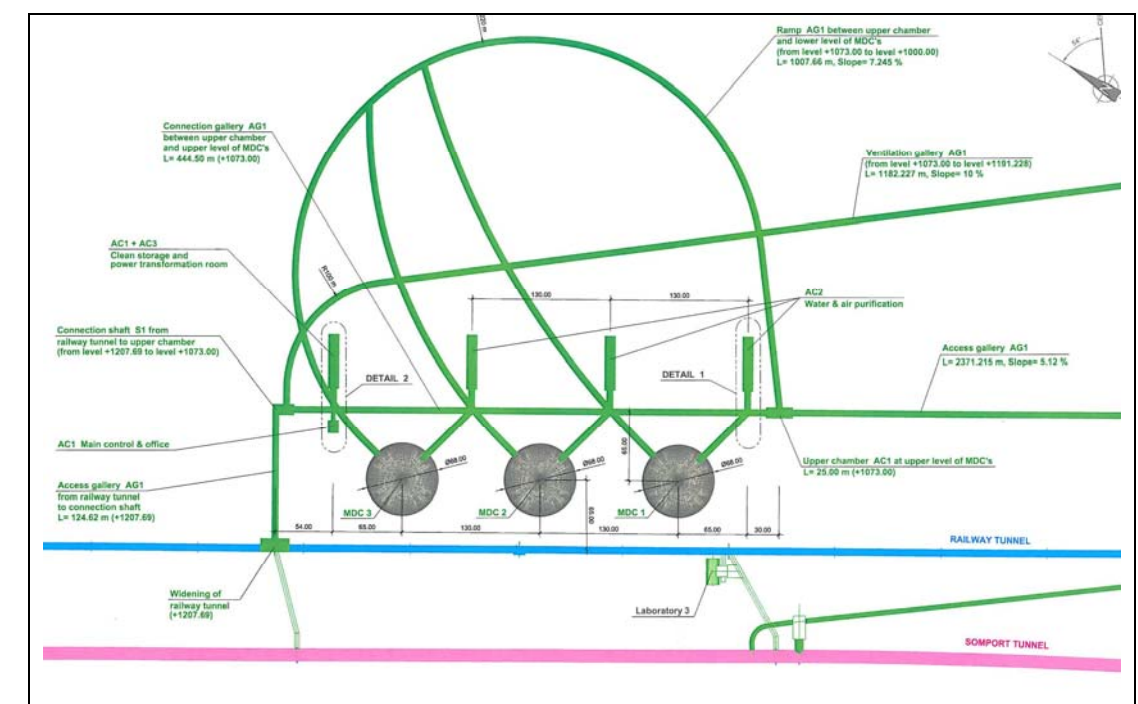 R220 m
Ramp AG1 between upper chamber
and lower level of MDC's
(from level +1073.00 to level +1000.00)
L= 1007.66 m, Slope= 7.245 %
54°
Connection gallery AG1
between upper chamber
and upper level of MDC's
L= 444.50 m (+1073.00)
Ventilation gallery AG1
(from level +1073.00 to level +1191.228)
L= 1182.227 m, Slope= 10 %
AC1 + AC3
Clean storage and
power transformation room
R100 m
130.00
130.00
AC2
Water & air purification
Connection shaft S1 from
railway tunnel to upper chamber
(from level +1207.69 to level +1073.00)
Access gallery AG1
L= 2371.215 m, Slope= 5.12 %
DETAIL 2
DETAIL 1
AC1 Main control & office
65.00
Ø68.00
Ø68.00
Ø68.00
Upper chamber AC1 at upper level of MDC's
L= 25.00 m (+1073.00)
Access gallery AG1
from railway tunnel
to connection shaft
L= 124.62 m (+1207.69)
MDC 3
MDC 2
MDC 1
65.00
54.00
65.00
130.00
130.00
65.00
30.00
RAILWAY TUNNEL
Widening of
railway tunnel
(+1207.69)
Laboratory 3
SOMPORT TUNNEL